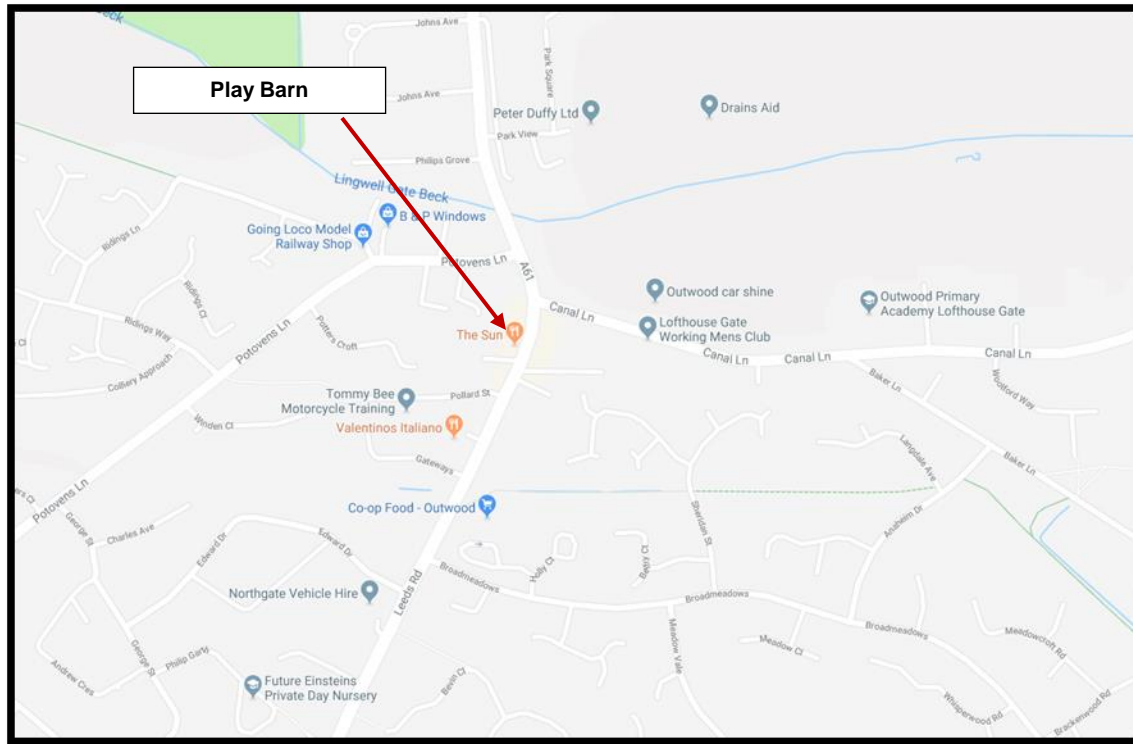 Beck
Johns Ave
Play Barn
Park Square
Johns Ave
Peter Duffy Ltd
Drains Aid
Park View
Philips Grove
Lingwell Gate Beck
B & P Windows
Going Loco Model
Railway Shop
Ridings Ln
Potovens Ln
A61
Outwood car shine
Outwood Primary
Academy Lofthouse Gate
Canal Ln
Ridings Ct
Lofthouse Gate
Working Mens Club
The Sun
Ridings Way
Potters Croft
Potovens Ln
Canal Ln
Canal Ln
Canal Ln
Colliery Approach
Baker Ln
Woolford Way
Tommy Bee
Motorcycle Training
Pollard St
Winden Cl
Valentinos Italiano
Gateways
Langdale Ave
Baker Ln
Potovens Ln
Co-op Food - Outwood
Sheridan St
Anaheim Dr
George St
Charles Ave
Edward Dr
Edward Dr
Holly Ct
Leeds Rd
Broadmeadows
Broadmeadows
Broadmeadows
Northgate Vehicle Hire
Meadow Vale
Meadow Cl
Meadowcroft Rd
George St
Andrew Cres
Bevin Cl
Future Einsteins
Private Day Nursery
Whisperwood Rd
Brackenwood Rd